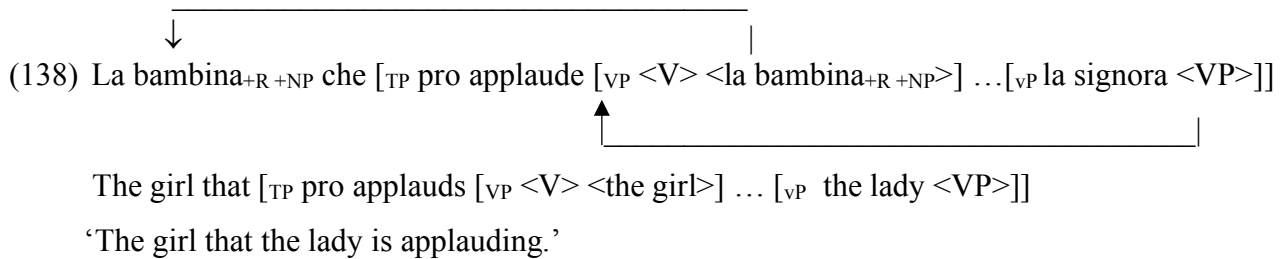 (138) La bambina+R +NP che [TP pro applaude [VP <V> <la bambina+R +NP>] …[vP la signora <VP>]]
The girl that [TP pro applauds [VP <V> <the girl>] … [vP the lady <VP>]]
‘The girl that the lady is applauding.’